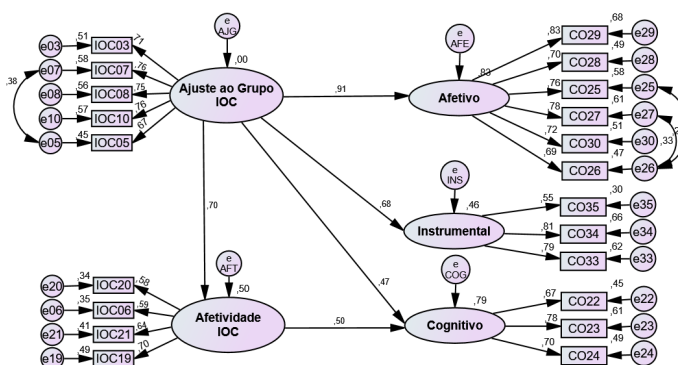 e03 ,51 IOC03 ,71
e07 ,58 IOC07 ,76
e08 ,56 IOC08 ,75
e10 ,57 IOC10 ,76
e05 ,45 IOC05 ,67
,38
e
AJG
,00
Ajuste ao Grupo
IOC
,91
e
AFE
,83
Afetivo
,83 CO29 ,68 e29
,70 CO28 ,49 e28
,76 CO25 ,58 e25
,78 CO27 ,61 e27
,72 CO30 ,51 e30
,69 CO26 ,47 e26
,33
e
INS
,46
,68
Instrumental
,55 CO35 ,30 e35
,81 CO34 ,66 e34
,79 CO33 ,62 e33
,70
,47
e20 ,34 IOC20 ,58
e06 ,35 IOC06 ,59
e21 ,41 IOC21 ,64
e19 ,49 IOC19 ,70
e
AFT
,50
Afetividade
IOC
,50
e
COG
,79
Cognitivo
,67 CO22 ,45 e22
,78 CO23 ,61 e23
,70 CO24 ,49 e24